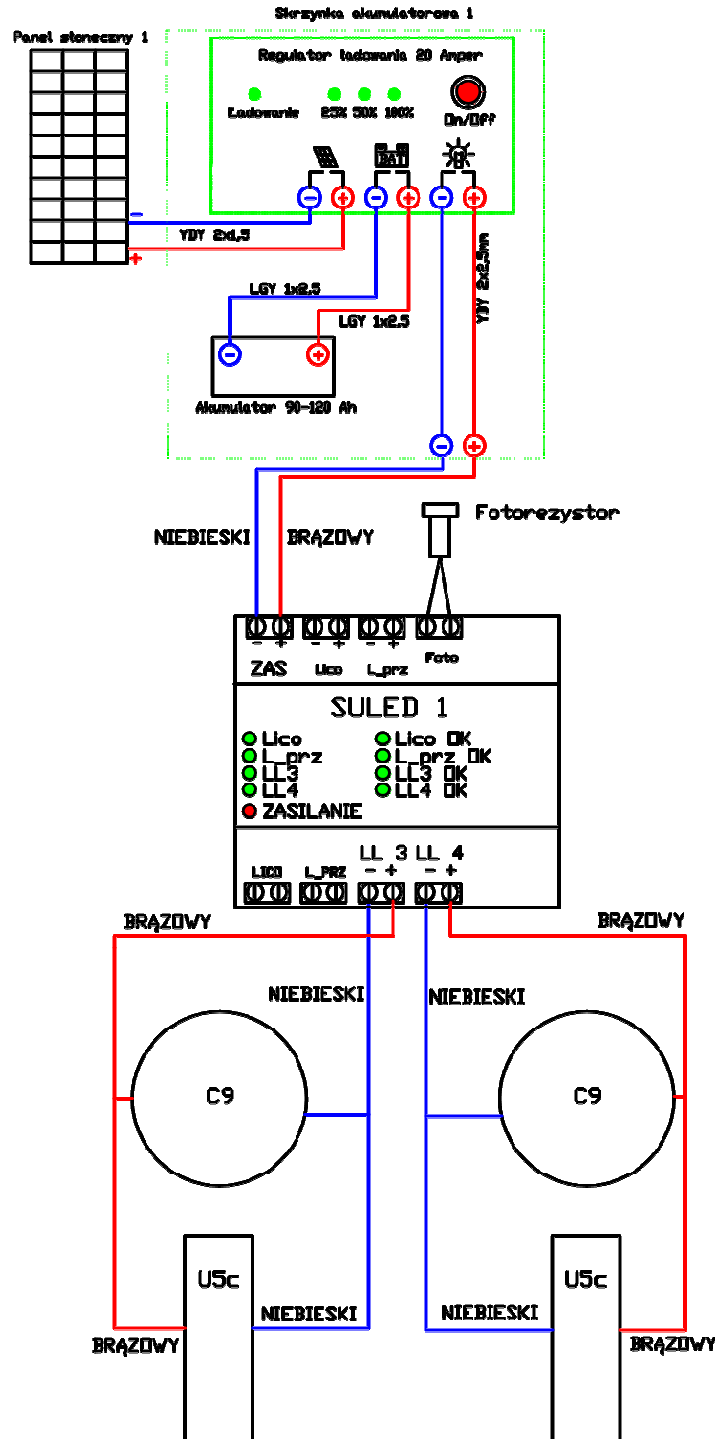 Skrzynka akumulatorowa 1
Panel słoneczny 1
Regulator ładowania 20 Amper
Ładowanie 25% 50% 100%
On/Off
BAT
- + - + - +
-
YDY 2x1,5
+
YDY 2x2,5mm
LGY 1x2,5
LGY 1x2,5
- +
Akumulator 90-120 Ah
- +
Fotorezystor
NIEBIESKI BRĄZOWY
- + - + - +
ZAS Lico L_prz Foto
SULED 1
Lico Lico OK
L_prz L_prz OK
LL3 LL3 OK
LL4 LL4 OK
ZASILANIE
LL 3 LL 4
LICO L_PRZ - + - +
BRĄZOWY BRĄZOWY
NIEBIESKI NIEBIESKI
C9 C9
U5c U5c
NIEBIESKI NIEBIESKI
BRĄZOWY BRĄZOWY